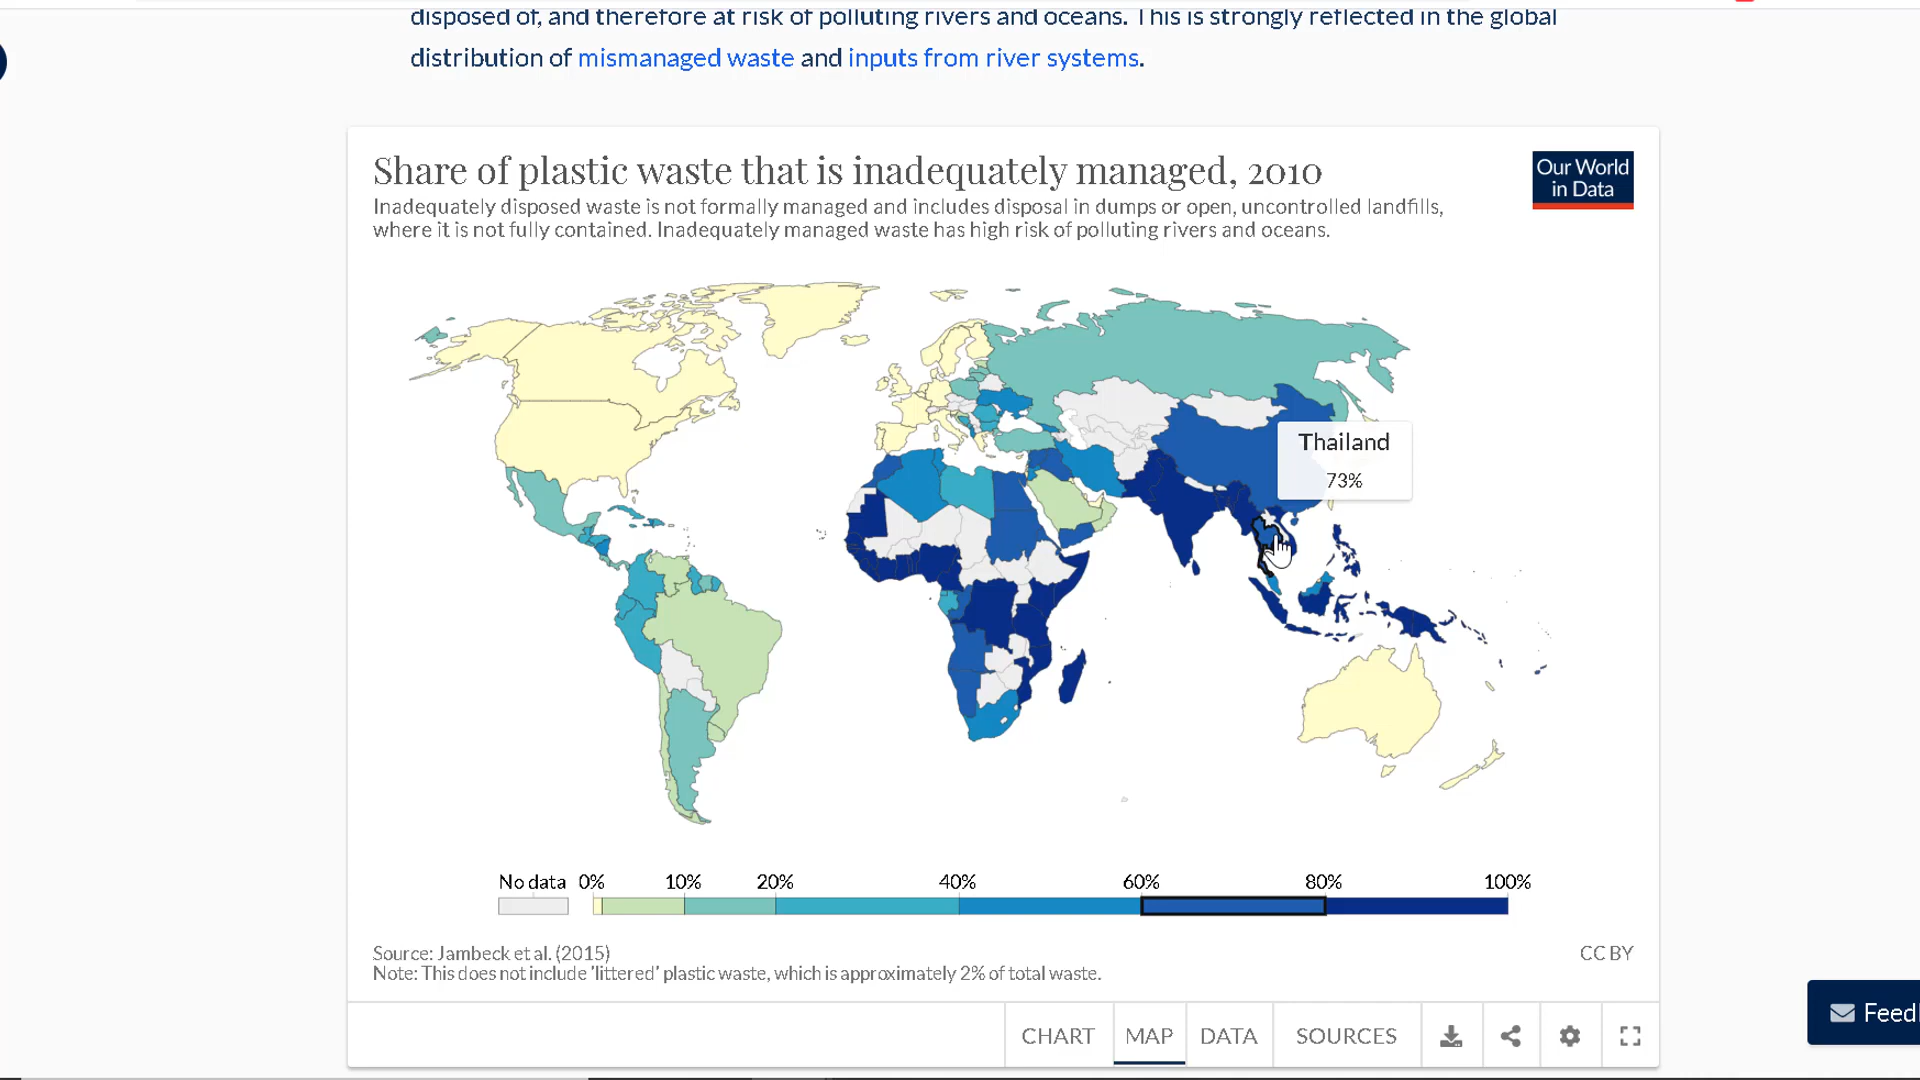 disposed of, and therefore at risk of polluting rivers and oceans. This is strongly reflected in the global
distribution of mismanaged waste and inputs from river systems.
Share of plastic waste that is inadequately managed, 2010
Our World
in Data
Inadequately disposed waste is not formally managed and includes disposal in dumps or open, uncontrolled landfills,
where it is not fully contained. Inadequately managed waste has high risk of polluting rivers and oceans.
Thailand
73%
No data 0% 10% 20% 40% 60% 80% 100%
Source: Jambeck et al. (2015)
CC BY
Note: This does not include 'littered' plastic waste, which is approximately 2% of total waste.
CHART MAP DATA SOURCES